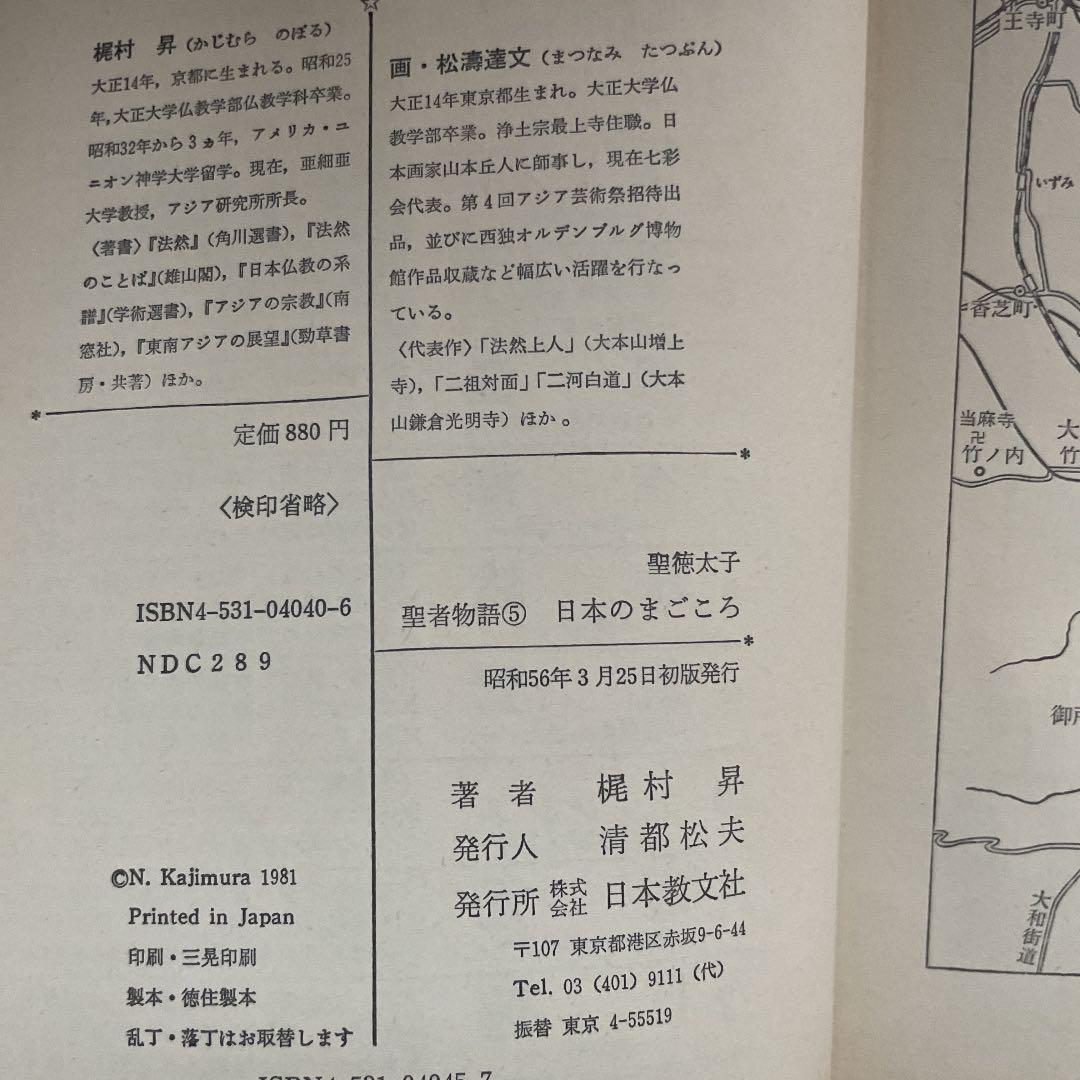 梶村　昇（かじむら　のぼる）
大正14年，京都に生まれる。昭和25
年，大正大学仏教学部仏教学科卒業。
昭和32年から3ヵ年，アメリカ・ユ
ニオン神学大学留学。現在，亜細亜
大学教授，アジア研究所所長。
〈著書〉『法然』（角川選書），『法然
のことば』（雄山閣），『日本仏教の系
譜』（学術選書），『アジアの宗教』（南
窓社），『東南アジアの展望』（勁草書
房・共著）ほか。
定価880円
〈検印省略〉
ISBN4-531-04040-6
NDC289
©N. Kajimura 1981
Printed in Japan
印刷・三晃印刷
製本・徳住製本
乱丁・落丁はお取替します
画・松濤達文（まつなみ　たつぶん）
大正14年東京都生まれ。大正大学仏
教学部卒業。浄土宗最上寺住職。日
本画家山本丘人に師事し，現在七彩
会代表。第4回アジア芸術祭招待出
品，並びに西独オルデンブルグ博物
館作品収蔵など幅広い活躍を行なっ
ている。
〈代表作〉「法然上人」（大本山増上
寺），「二祖対面」「二河白道」（大本
山鎌倉光明寺）ほか。
聖徳太子
聖者物語⑤　日本のまごころ
昭和56年3月25日初版発行
著者　梶村　昇
発行人　清都松夫
発行所　株式会社　日本教文社
〒107 東京都港区赤坂9-6-44
Tel. 03 (401) 9111（代）
振替 東京 4-55519
王寺町
いずみ
香芝町
当麻寺
卍
竹ノ内
大
竹
御所
大和街道